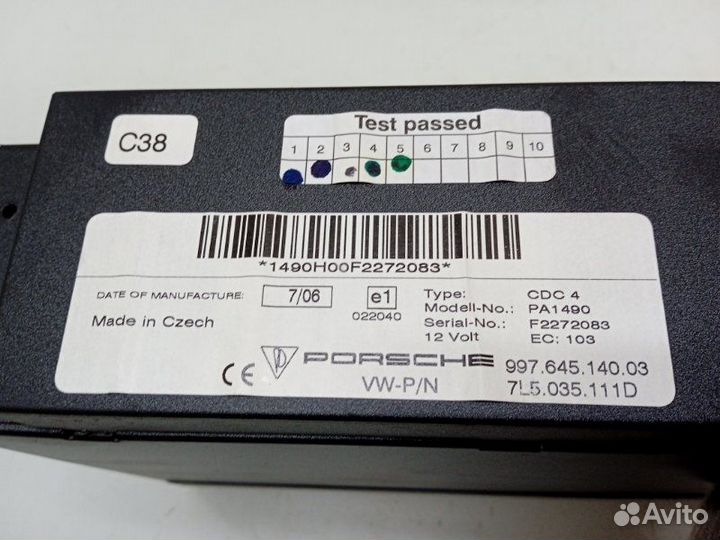 C38
Test passed
1 2 3 4 5 6 7 8 9 10
*1490H00F2272083*
DATE OF MANUFACTURE: 7/06 e1
022040
Made in Czech
Type: CDC 4
Modell-No.: PA1490
Serial-No.: F2272083
12 Volt EC: 103
CE PORSCHE 997.645.140.03
VW-P/N 7L5.035.111D
Avito